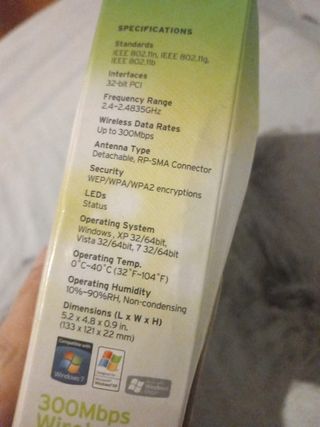 SPECIFICATIONS
Standards
IEEE 802.11n, IEEE 802.11g,
IEEE 802.11b
Interfaces
32-bit PCI
Frequency Range
2.4~2.4835GHz
Wireless Data Rates
Up to 300Mbps
Antenna Type
Detachable, RP-SMA Connector
Security
WEP/WPA/WPA2 encryptions
LEDs
Status
Operating System
Windows , XP 32/64bit,
Vista 32/64bit, 7 32/64bit
Operating Temp.
0°C~40°C (32°F~104°F)
Operating Humidity
10%~90%RH, Non-condensing
Dimensions (L x W x H)
5.2 x 4.8 x 0.9 in.
(133 x 121 x 22 mm)
Compatible with
Windows 7
300Mbps